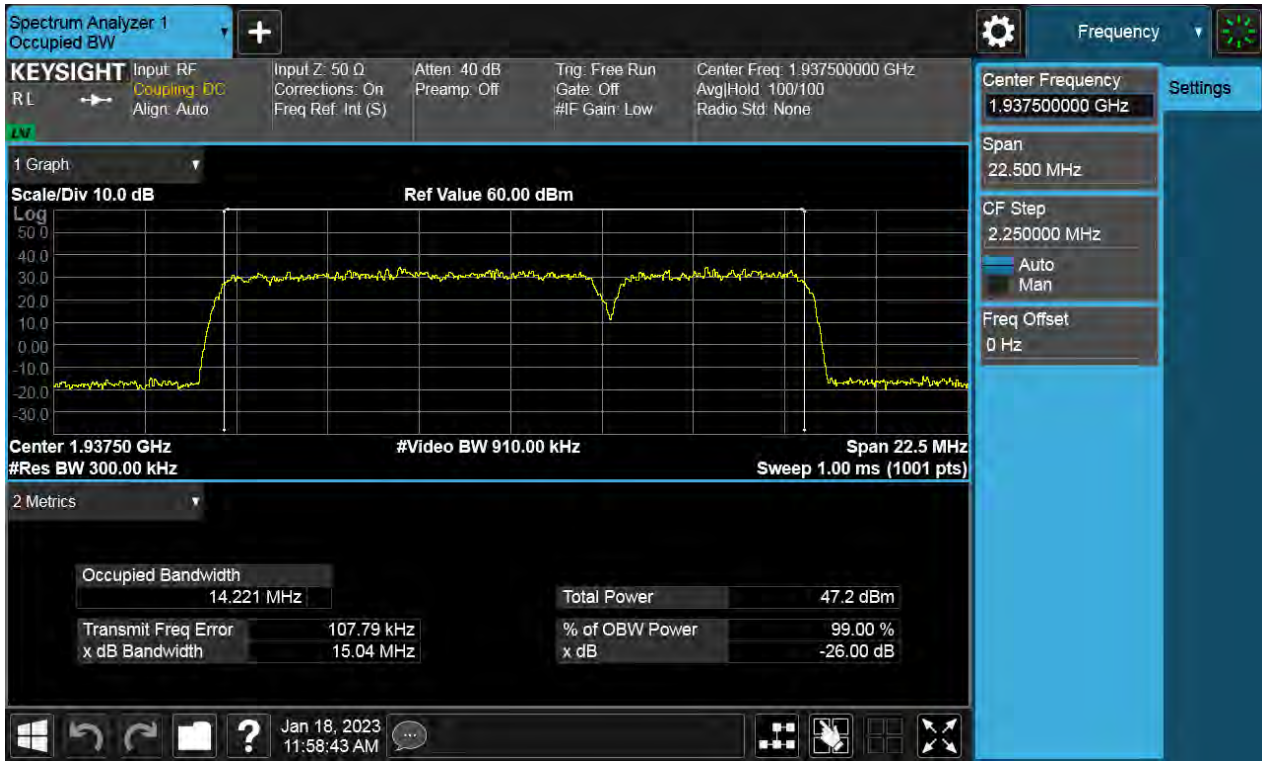 Spectrum Analyzer 1
Occupied BW
+
Frequency
KEYSIGHT
RL
Input: RF
Coupling: DC
Align: Auto
Input Z: 50 Ω
Corrections: On
Freq Ref: Int (S)
Atten: 40 dB
Preamp: Off
Trig: Free Run
Gate: Off
#IF Gain: Low
Center Freq: 1.937500000 GHz
Avg|Hold: 100/100
Radio Std: None
1 Graph
Scale/Div 10.0 dB
Ref Value 60.00 dBm
Log
50.0
40.0
30.0
20.0
10.0
0.00
-10.0
-20.0
-30.0
Center 1.93750 GHz
#Video BW 910.00 kHz
Span 22.5 MHz
#Res BW 300.00 kHz
Sweep 1.00 ms (1001 pts)
2 Metrics
Occupied Bandwidth
14.221 MHz
Total Power 47.2 dBm
Transmit Freq Error 107.79 kHz
% of OBW Power 99.00 %
x dB Bandwidth 15.04 MHz
x dB -26.00 dB
?
Jan 18, 2023
11:58:43 AM
Center Frequency
1.937500000 GHz
Settings
Span
22.500 MHz
CF Step
2.250000 MHz
Auto
Man
Freq Offset
0 Hz